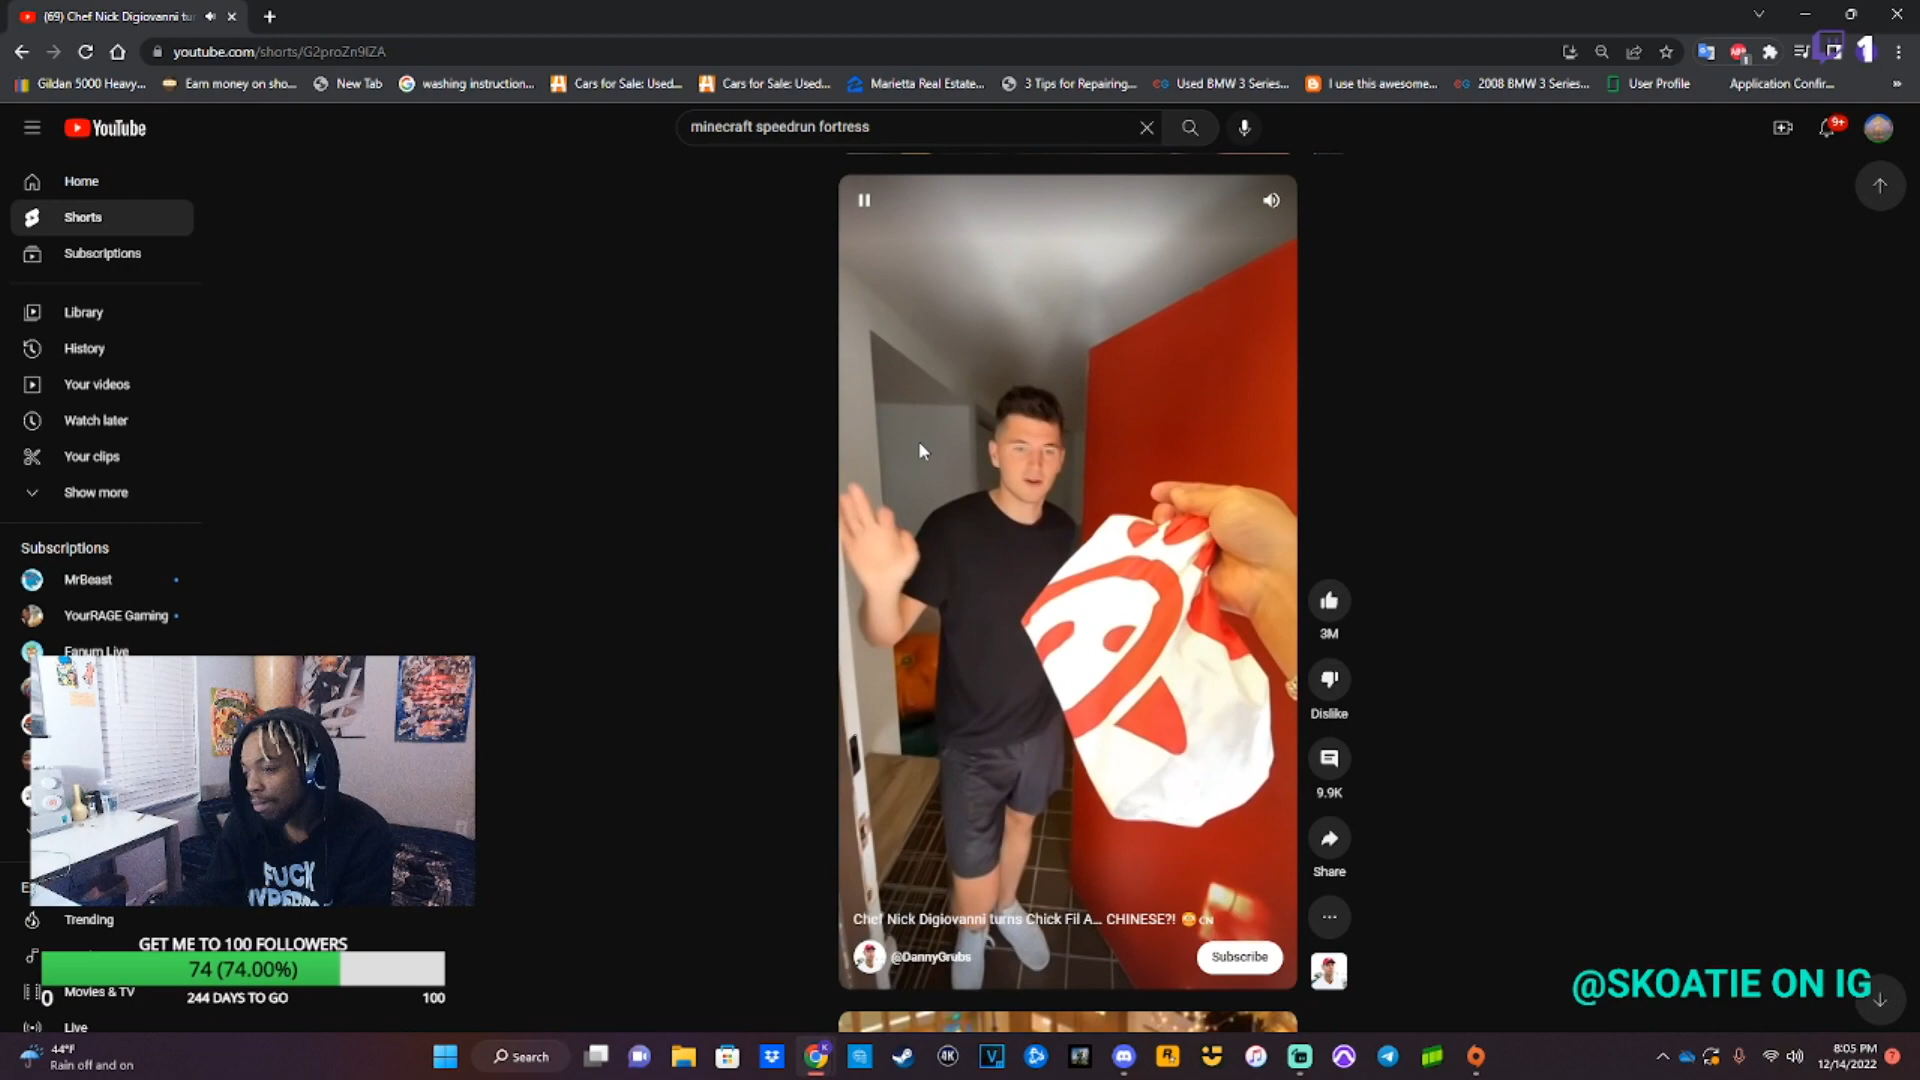 (69) Chef Nick Digiovanni tur
youtube.com/shorts/G2proZn9lZA
Gildan 5000 Heavy...
Earn money on sho...
New Tab
washing instruction...
Cars for Sale: Used...
Cars for Sale: Used...
Marietta Real Estate...
3 Tips for Repairing...
Used BMW 3 Series...
I use this awesome...
2008 BMW 3 Series...
User Profile
Application Confir...
YouTube
minecraft speedrun fortress
9+
Home
Shorts
Subscriptions
Library
History
Your videos
Watch later
Your clips
Show more
Subscriptions
MrBeast
YourRAGE Gaming
Fanum Live
FUCK
Trending
GET ME TO 100 FOLLOWERS
74 (74.00%)
0
244 DAYS TO GO
100
Movies & TV
Live
3M
Dislike
9.9K
Share
Chef Nick Digiovanni turns Chick Fil A... CHINESE?! CN
@DannyGrubs
Subscribe
@SKOATIE ON IG
44°F
Rain off and on
Search
8:05 PM
12/14/2022
7